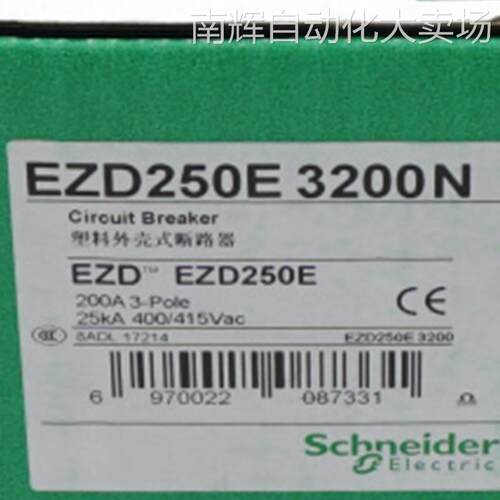 南辉自动化大卖场
EZD250E 3200N
Circuit Breaker
塑料外壳式断路器
EZD™ EZD250E
200A 3-Pole
25kA 400/415Vac
CE
CCC
8ADL 17214 EZD250E 3200
6 970022 087331
Schneider
Electric